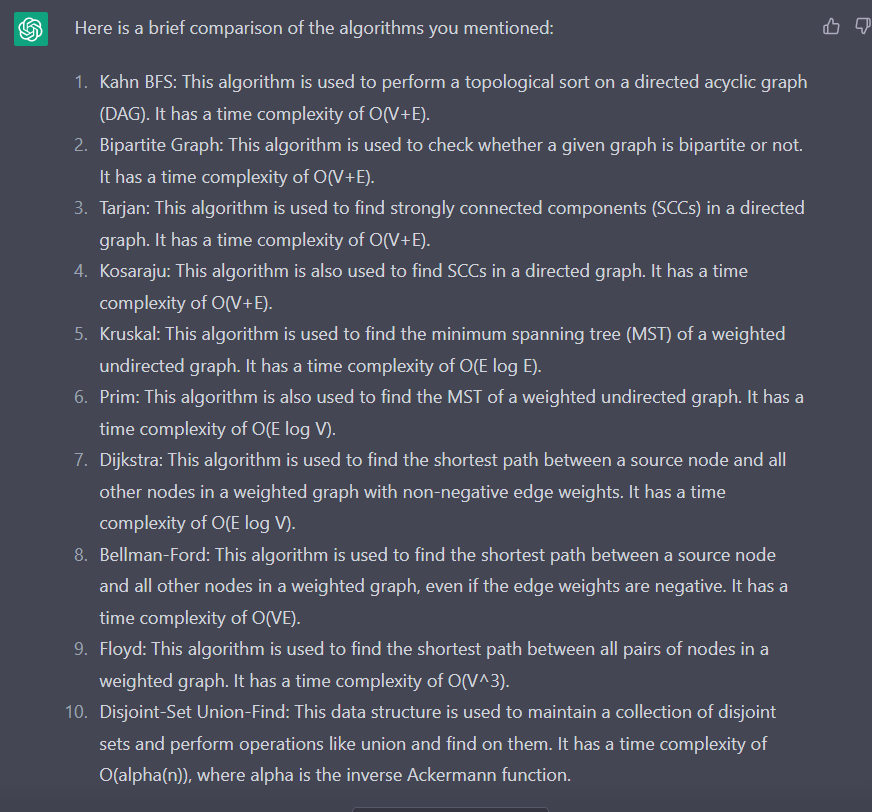 Here is a brief comparison of the algorithms you mentioned:
1. Kahn BFS: This algorithm is used to perform a topological sort on a directed acyclic graph
(DAG). It has a time complexity of O(V+E).
2. Bipartite Graph: This algorithm is used to check whether a given graph is bipartite or not.
It has a time complexity of O(V+E).
3. Tarjan: This algorithm is used to find strongly connected components (SCCs) in a directed
graph. It has a time complexity of O(V+E).
4. Kosaraju: This algorithm is also used to find SCCs in a directed graph. It has a time
complexity of O(V+E).
5. Kruskal: This algorithm is used to find the minimum spanning tree (MST) of a weighted
undirected graph. It has a time complexity of O(E log E).
6. Prim: This algorithm is also used to find the MST of a weighted undirected graph. It has a
time complexity of O(E log V).
7. Dijkstra: This algorithm is used to find the shortest path between a source node and all
other nodes in a weighted graph with non-negative edge weights. It has a time
complexity of O(E log V).
8. Bellman-Ford: This algorithm is used to find the shortest path between a source node
and all other nodes in a weighted graph, even if the edge weights are negative. It has a
time complexity of O(VE).
9. Floyd: This algorithm is used to find the shortest path between all pairs of nodes in a
weighted graph. It has a time complexity of O(V^3).
10. Disjoint-Set Union-Find: This data structure is used to maintain a collection of disjoint
sets and perform operations like union and find on them. It has a time complexity of
O(alpha(n)), where alpha is the inverse Ackermann function.